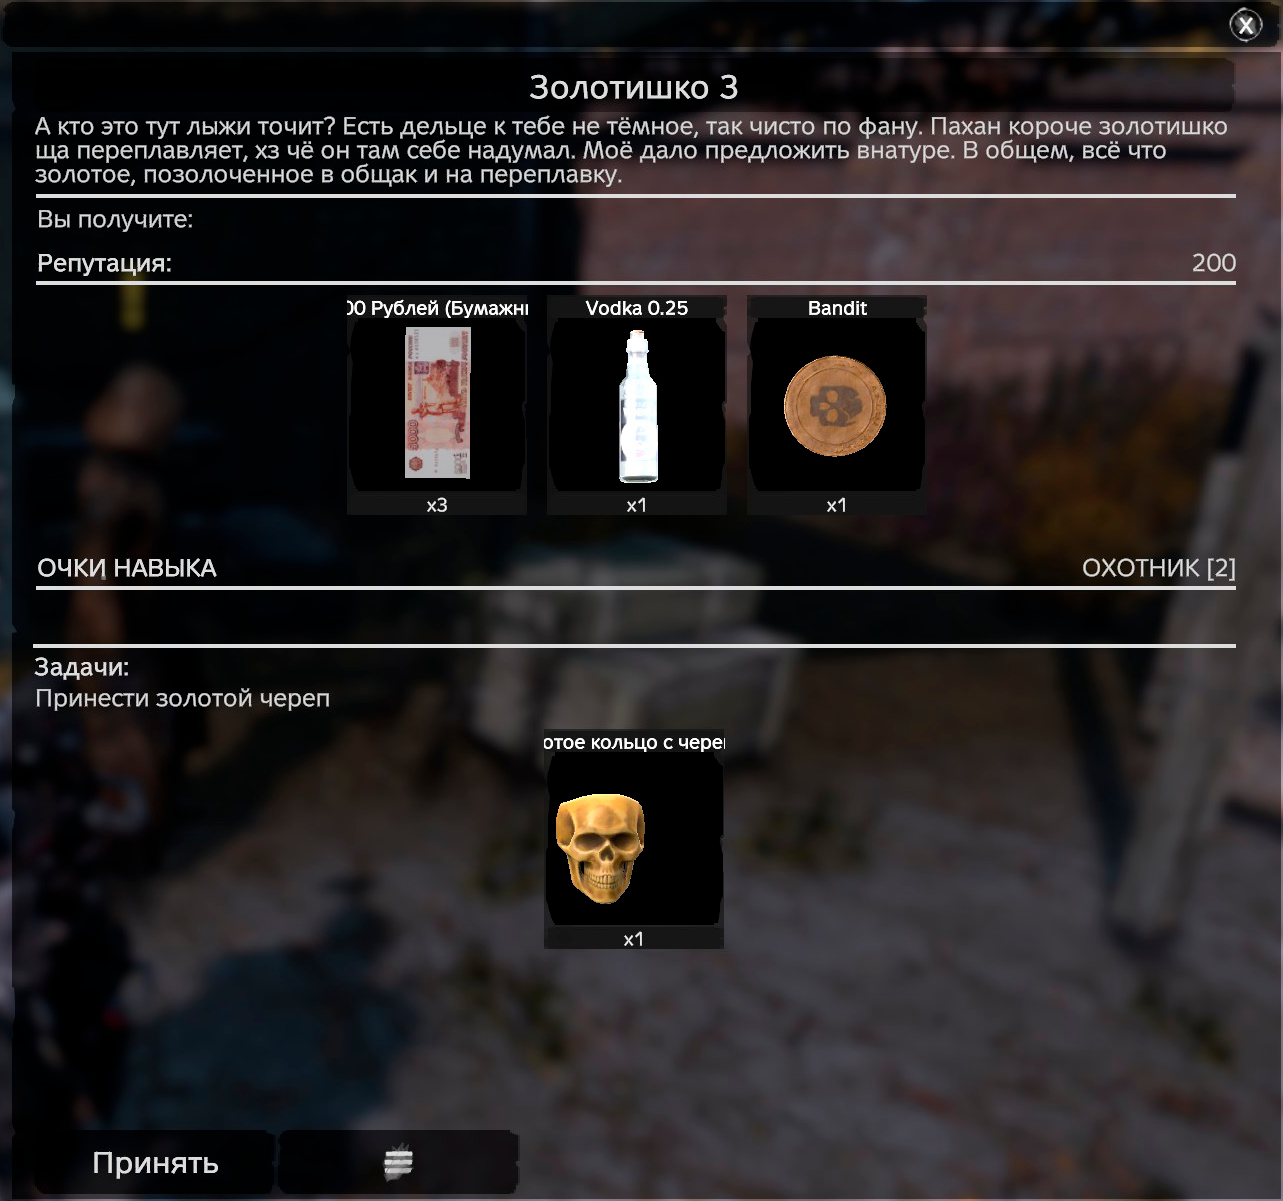 X
Золотишко 3
А кто это тут лыжи точит? Есть дельце к тебе не тёмное, так чисто по фану. Пахан короче золотишко
ща переплавляет, хз чё он там себе надумал. Моё дало предложить внатуре. В общем, всё что
золотое, позолоченное в общак и на переплавку.
Вы получите:
Репутация: 200
00 Рублей (Бумажны Vodka 0.25 Bandit
x3 x1 x1
ОЧКИ НАВЫКА ОХОТНИК [2]
Задачи:
Принести золотой череп
отое кольцо с череп
x1
Принять